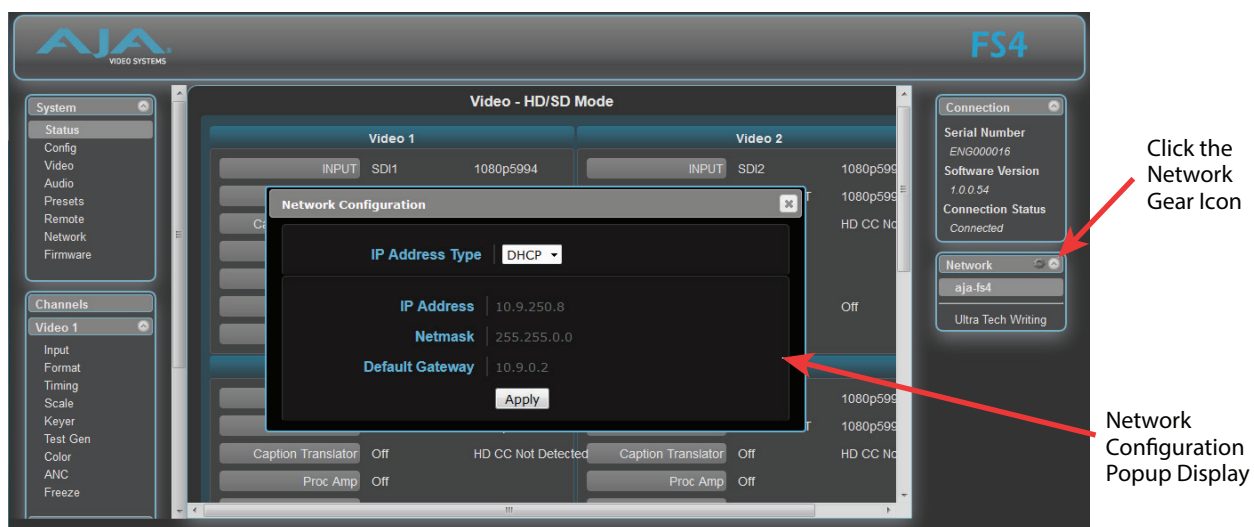 AJA
VIDEO SYSTEMS
FS4
System
Status
Config
Video
Audio
Presets
Remote
Network
Firmware
Channels
Video 1
Input
Format
Timing
Scale
Keyer
Test Gen
Color
ANC
Freeze
Video - HD/SD Mode
Video 1
Video 2
INPUT SDI1 1080p5994
INPUT SDI2 1080p599
T 1080p599
Ca
HD CC No
Off
Network Configuration
IP Address Type DHCP
IP Address 10.9.250.8
Netmask 255.255.0.0
Default Gateway 10.9.0.2
Apply
1080p599
T 1080p599
Caption Translator Off HD CC Not Detected
Caption Translator Off HD CC No
Proc Amp Off
Proc Amp Off
Connection
Serial Number
ENG000016
Software Version
1.0.0.54
Connection Status
Connected
Network
aja-fs4
Ultra Tech Writing
Click the
Network
Gear Icon
Network
Configuration
Popup Display